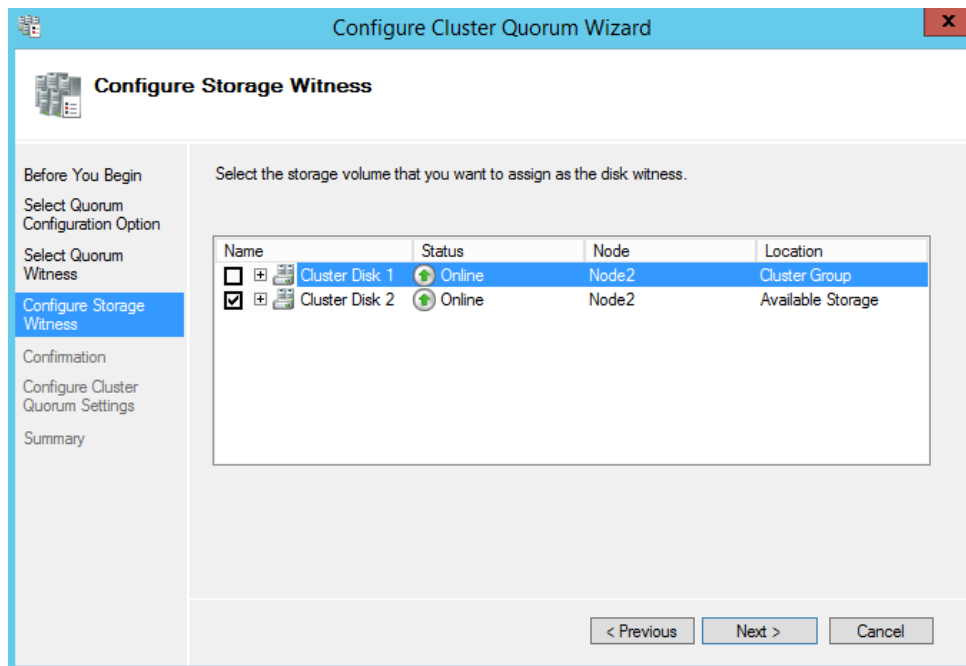 Configure Cluster Quorum Wizard
x
Configure Storage Witness
Before You Begin
Select Quorum
Configuration Option
Select Quorum
Witness
Configure Storage
Witness
Confirmation
Configure Cluster
Quorum Settings
Summary
Select the storage volume that you want to assign as the disk witness.
Name Status Node Location
Cluster Disk 1 Online Node2 Cluster Group
Cluster Disk 2 Online Node2 Available Storage
< Previous Next > Cancel